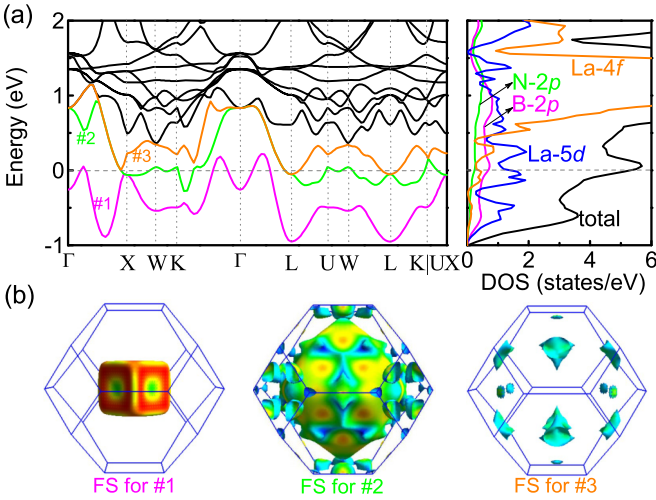 (a)
2
1
0
-1
Energy (eV)
#2
#3
#1
Γ X W K Γ L U W L K|U X
La-4f
N-2p
B-2p
La-5d
total
0 2 4 6
DOS (states/eV)
(b)
FS for #1 FS for #2 FS for #3